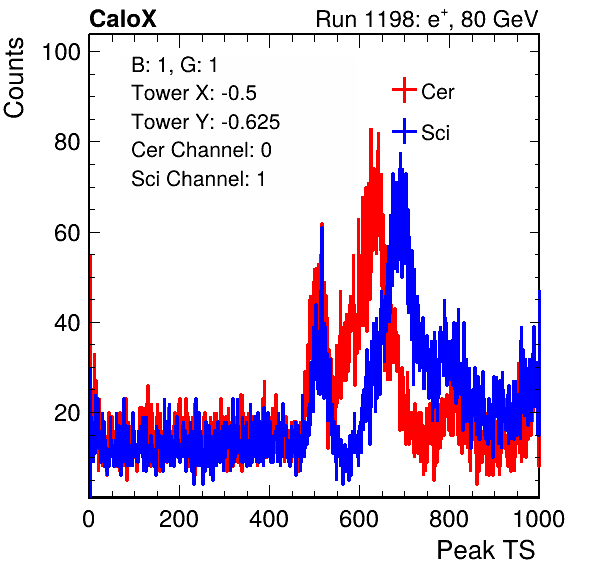 CaloX Run 1198: e⁺, 80 GeV
Counts
B: 1, G: 1
Tower X: -0.5
Tower Y: -0.625
Cer Channel: 0
Sci Channel: 1
Cer
Sci
100
80
60
40
20
0 200 400 600 800 1000
Peak TS